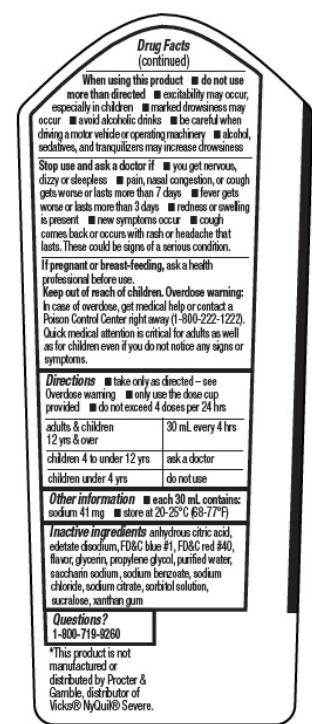 Drug Facts
(continued)
When using this product ■ do not use
more than directed ■ excitability may occur,
especially in children ■ marked drowsiness may
occur ■ avoid alcoholic drinks ■ be careful when
driving a motor vehicle or operating machinery ■ alcohol,
sedatives, and tranquilizers may increase drowsiness
Stop use and ask a doctor if ■ you get nervous,
dizzy or sleepless ■ pain, nasal congestion, or cough
gets worse or lasts more than 7 days ■ fever gets
worse or lasts more than 3 days ■ redness or swelling
is present ■ new symptoms occur ■ cough
comes back or occurs with rash or headache that
lasts. These could be signs of a serious condition.
If pregnant or breast-feeding, ask a health
professional before use.
Keep out of reach of children. Overdose warning:
In case of overdose, get medical help or contact a
Poison Control Center right away (1-800-222-1222).
Quick medical attention is critical for adults as well
as for children even if you do not notice any signs or
symptoms.
Directions ■ take only as directed – see
Overdose warning ■ only use the dose cup
provided ■ do not exceed 4 doses per 24 hrs
adults & children 30 mL every 4 hrs
12 yrs & over
children 4 to under 12 yrs ask a doctor
children under 4 yrs do not use
Other information ■ each 30 mL contains:
sodium 41 mg ■ store at 20-25°C (68-77°F)
Inactive ingredients anhydrous citric acid,
edetate disodium, FD&C blue #1, FD&C red #40,
flavor, glycerin, propylene glycol, purified water,
saccharin sodium, sodium benzoate, sodium
chloride, sodium citrate, sorbitol solution,
sucralose, xanthan gum
Questions?
1-800-719-9260
*This product is not
manufactured or
distributed by Procter &
Gamble, distributor of
Vicks® NyQuil® Severe.